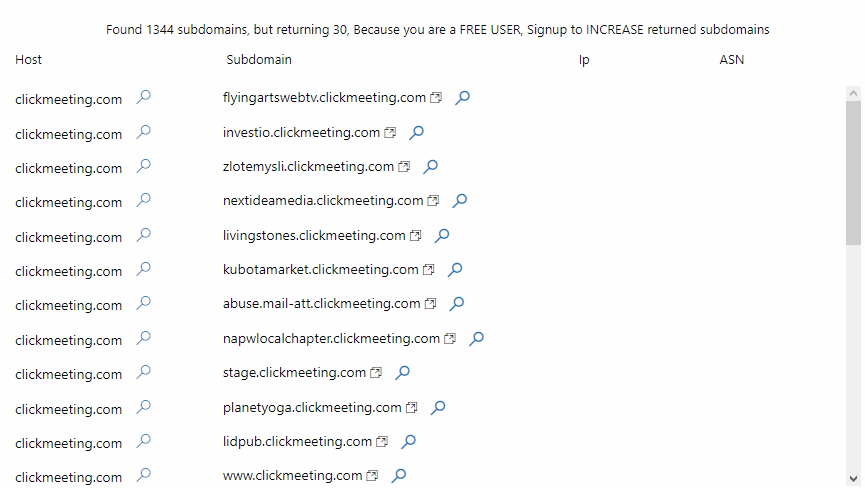 Found 1344 subdomains, but returning 30, Because you are a FREE USER, Signup to INCREASE returned subdomains
Host Subdomain Ip ASN
clickmeeting.com flyingartswebtv.clickmeeting.com
clickmeeting.com investio.clickmeeting.com
clickmeeting.com zlotemysli.clickmeeting.com
clickmeeting.com nextideamedia.clickmeeting.com
clickmeeting.com livingstones.clickmeeting.com
clickmeeting.com kubotamarket.clickmeeting.com
clickmeeting.com abuse.mail-att.clickmeeting.com
clickmeeting.com napwlocalchapter.clickmeeting.com
clickmeeting.com stage.clickmeeting.com
clickmeeting.com planetyoga.clickmeeting.com
clickmeeting.com lidpub.clickmeeting.com
clickmeeting.com www.clickmeeting.com